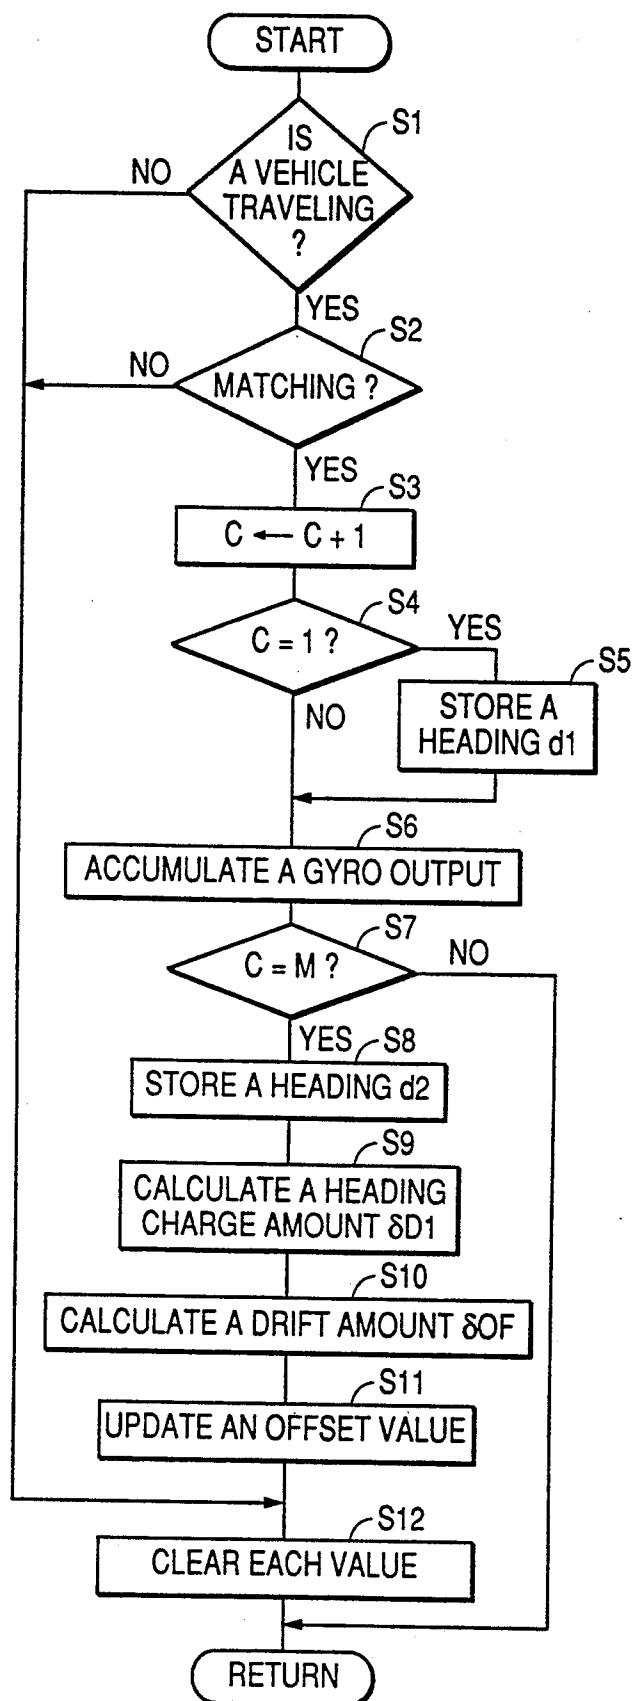 START
S1
IS
A VEHICLE
TRAVELING
?
NO
YES
S2
NO
MATCHING ?
YES
S3
C ← C + 1
S4
C = 1 ?
YES
S5
STORE A
HEADING d1
NO
S6
ACCUMULATE A GYRO OUTPUT
S7
C = M ?
NO
YES
S8
STORE A HEADING d2
S9
CALCULATE A HEADING
CHARGE AMOUNT δD1
S10
CALCULATE A DRIFT AMOUNT δOF
S11
UPDATE AN OFFSET VALUE
S12
CLEAR EACH VALUE
RETURN